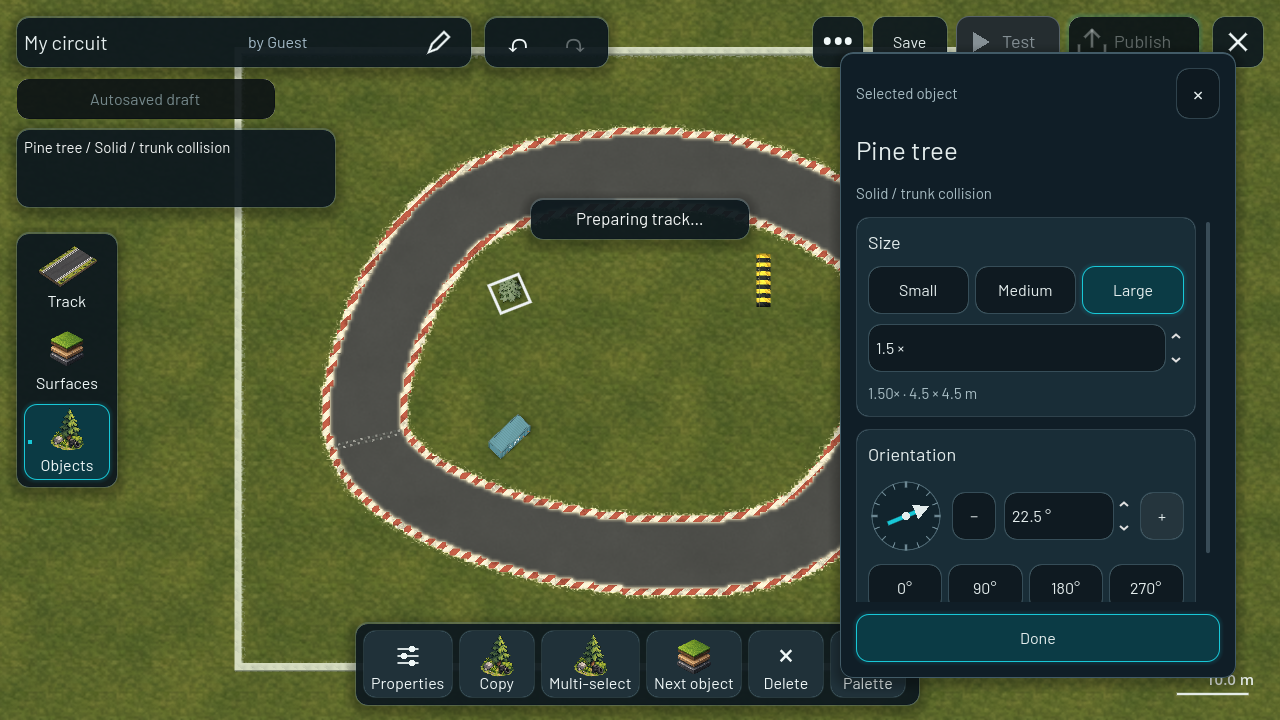 My circuit
by Guest
Save
Test
Publish
Autosaved draft
Pine tree / Solid / trunk collision
Track
Surfaces
Objects
Preparing track...
Selected object
×
Pine tree
Solid / trunk collision
Size
Small
Medium
Large
1.5 ×
1.50× · 4.5 × 4.5 m
Orientation
−
22.5 °
+
0°
90°
180°
270°
Done
Properties
Copy
Multi-select
Next object
Delete
Palette
10.0 m